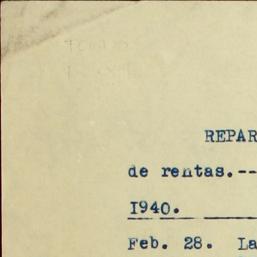 REPAR
de rentas.--
1940.
Feb. 28. La